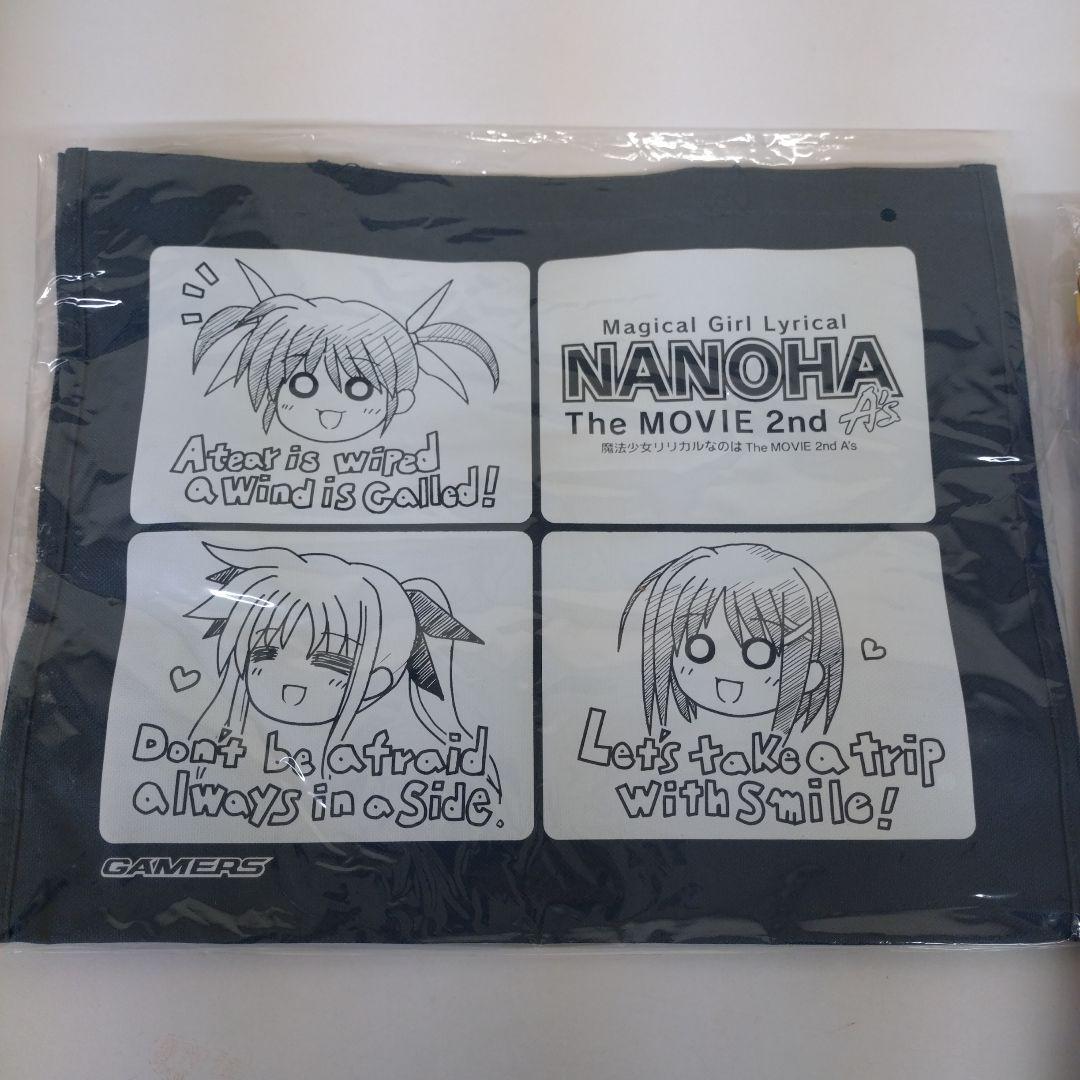 A tear is wiped
a Wind is Called!
Magical Girl Lyrical
NANOHA
The MOVIE 2nd A's
魔法少女リリカルなのは The MOVIE 2nd A's
Don't be afraid
always in a Side.
Let's take a trip
With Smile!
GAMERS